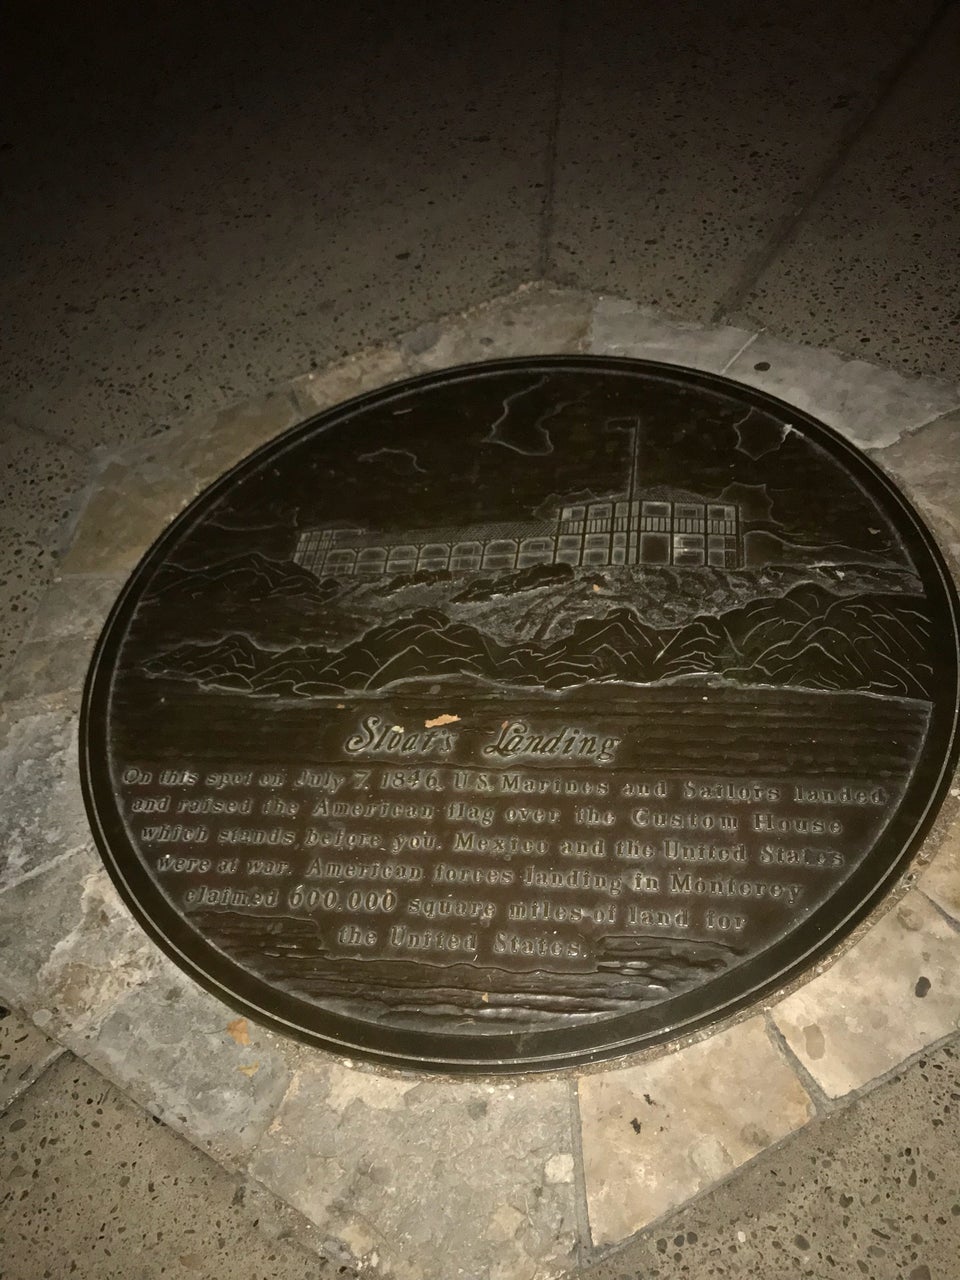 Sloat's Landing
On this spot on July 7, 1846, U.S. Marines and Sailors landed
and raised the American flag over the Custom House
which stands before you. Mexico and the United States
were at war. American forces landing in Monterey
claimed 600,000 square miles of land for
the United States.